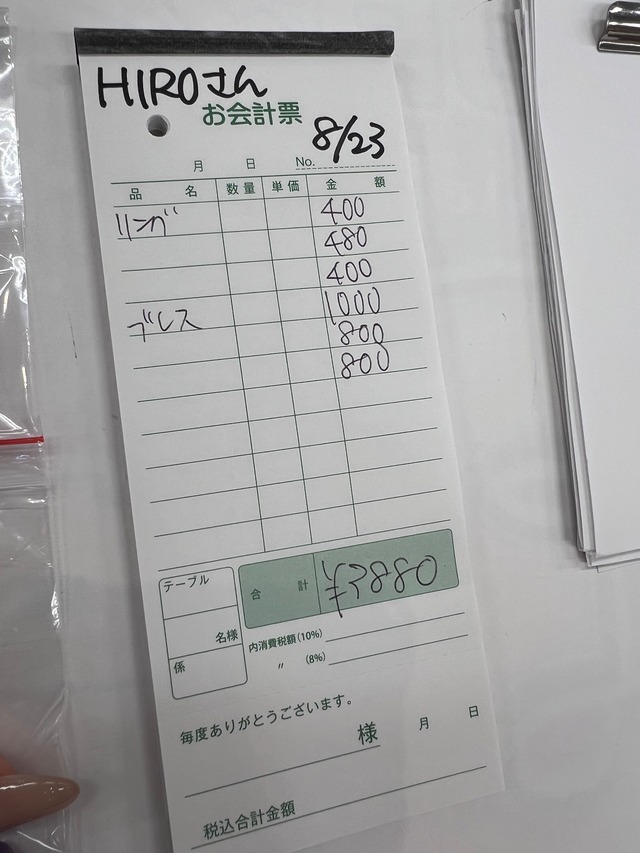 HIROさん
お会計票
8/23
月 日 No.
品 名 数量 単価 金 額
リング 400
480
400
ブレス 1000
800
800
テーブル
名様
係
合 計 ¥3880
内消費税額(10%)
〃 (8%)
毎度ありがとうございます。
様 月 日
税込合計金額